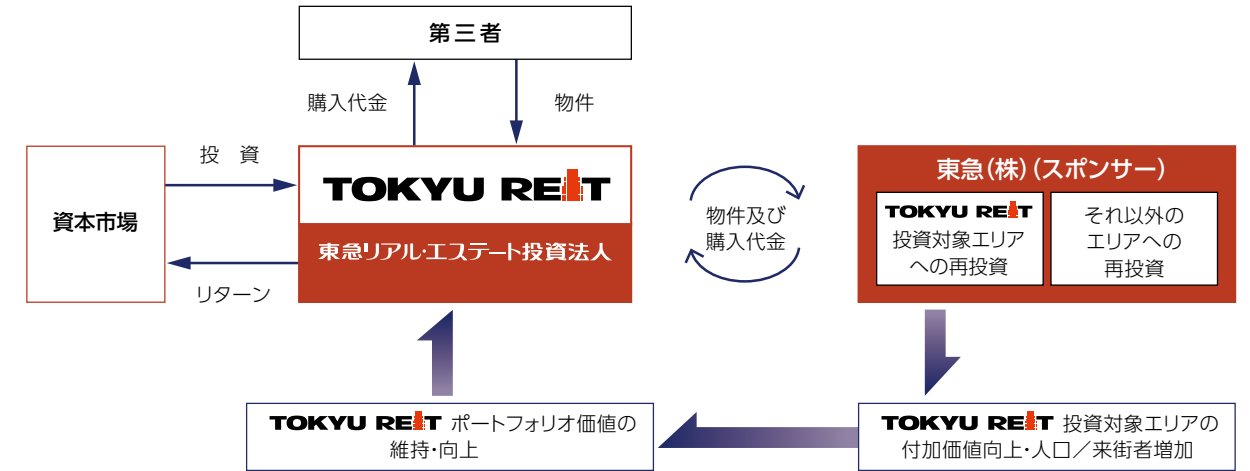 第三者
購入代金
物件
資本市場
投 資
リターン
TOKYU REIT
東急リアル・エステート投資法人
物件及び
購入代金
東急(株)(スポンサー)
TOKYU REIT
投資対象エリア
への再投資
それ以外の
エリアへの
再投資
TOKYU REIT ポートフォリオ価値の
維持・向上
TOKYU REIT 投資対象エリアの
付加価値向上・人口／来街者増加